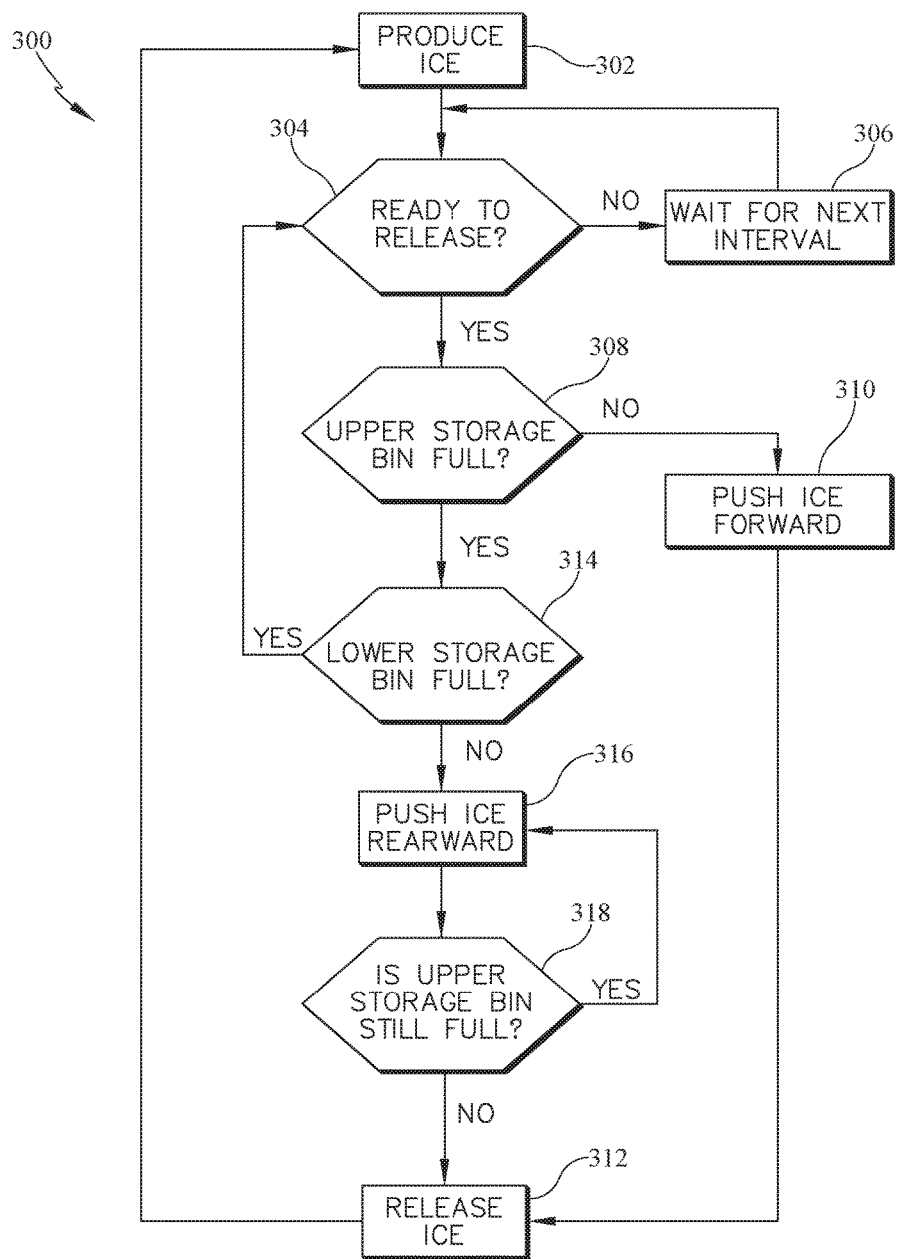 300
PRODUCE
ICE
302
304
306
READY TO
RELEASE?
NO
WAIT FOR NEXT
INTERVAL
YES
308
NO
310
UPPER STORAGE
BIN FULL?
PUSH ICE
FORWARD
YES
314
YES
LOWER STORAGE
BIN FULL?
NO
316
PUSH ICE
REARWARD
318
IS UPPER
STORAGE BIN
STILL FULL?
YES
NO
312
RELEASE
ICE